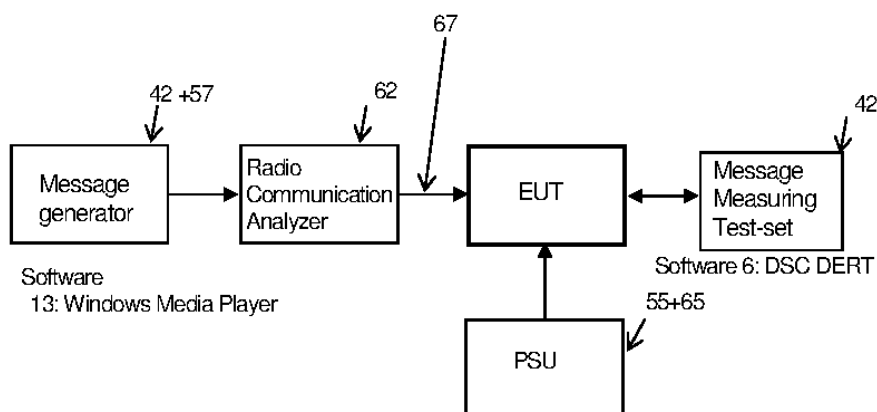 67
42 +57
62
42
Message
generator
Radio
Communication
Analyzer
EUT
Message
Measuring
Test-set
Software
13: Windows Media Player
Software 6: DSC DERT
55+65
PSU